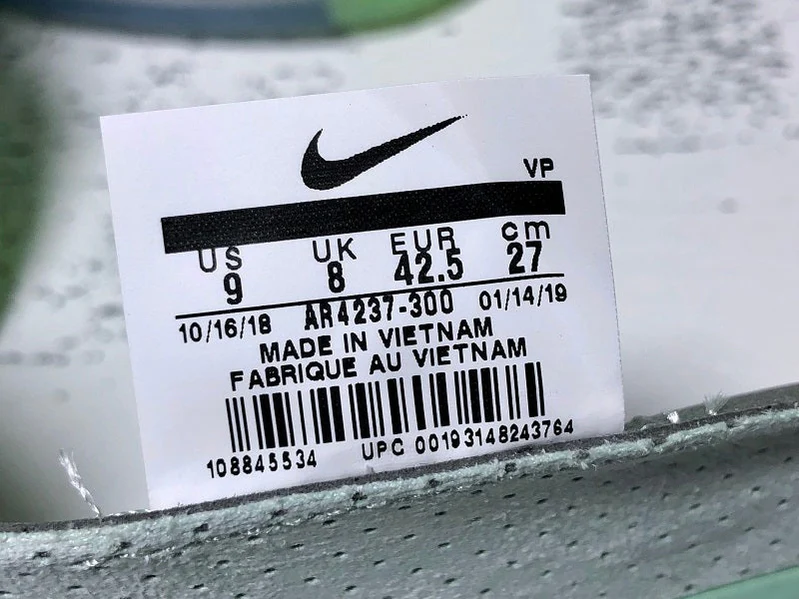 VP
US UK EUR cm
9 8 42.5 27
10/16/18 AR4237-300 01/14/19
MADE IN VIETNAM
FABRIQUE AU VIETNAM
108845534 UPC 00193148243764